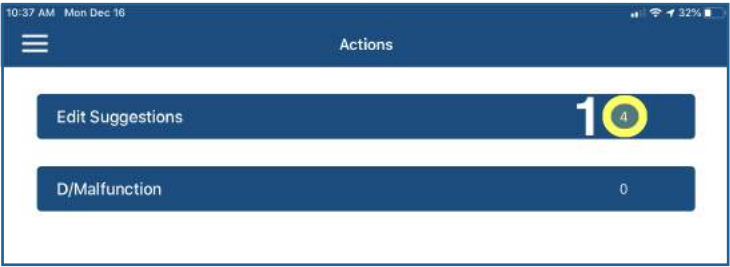 10:37 AM Mon Dec 16 32%
Actions
Edit Suggestions 1 4
D/Malfunction 0